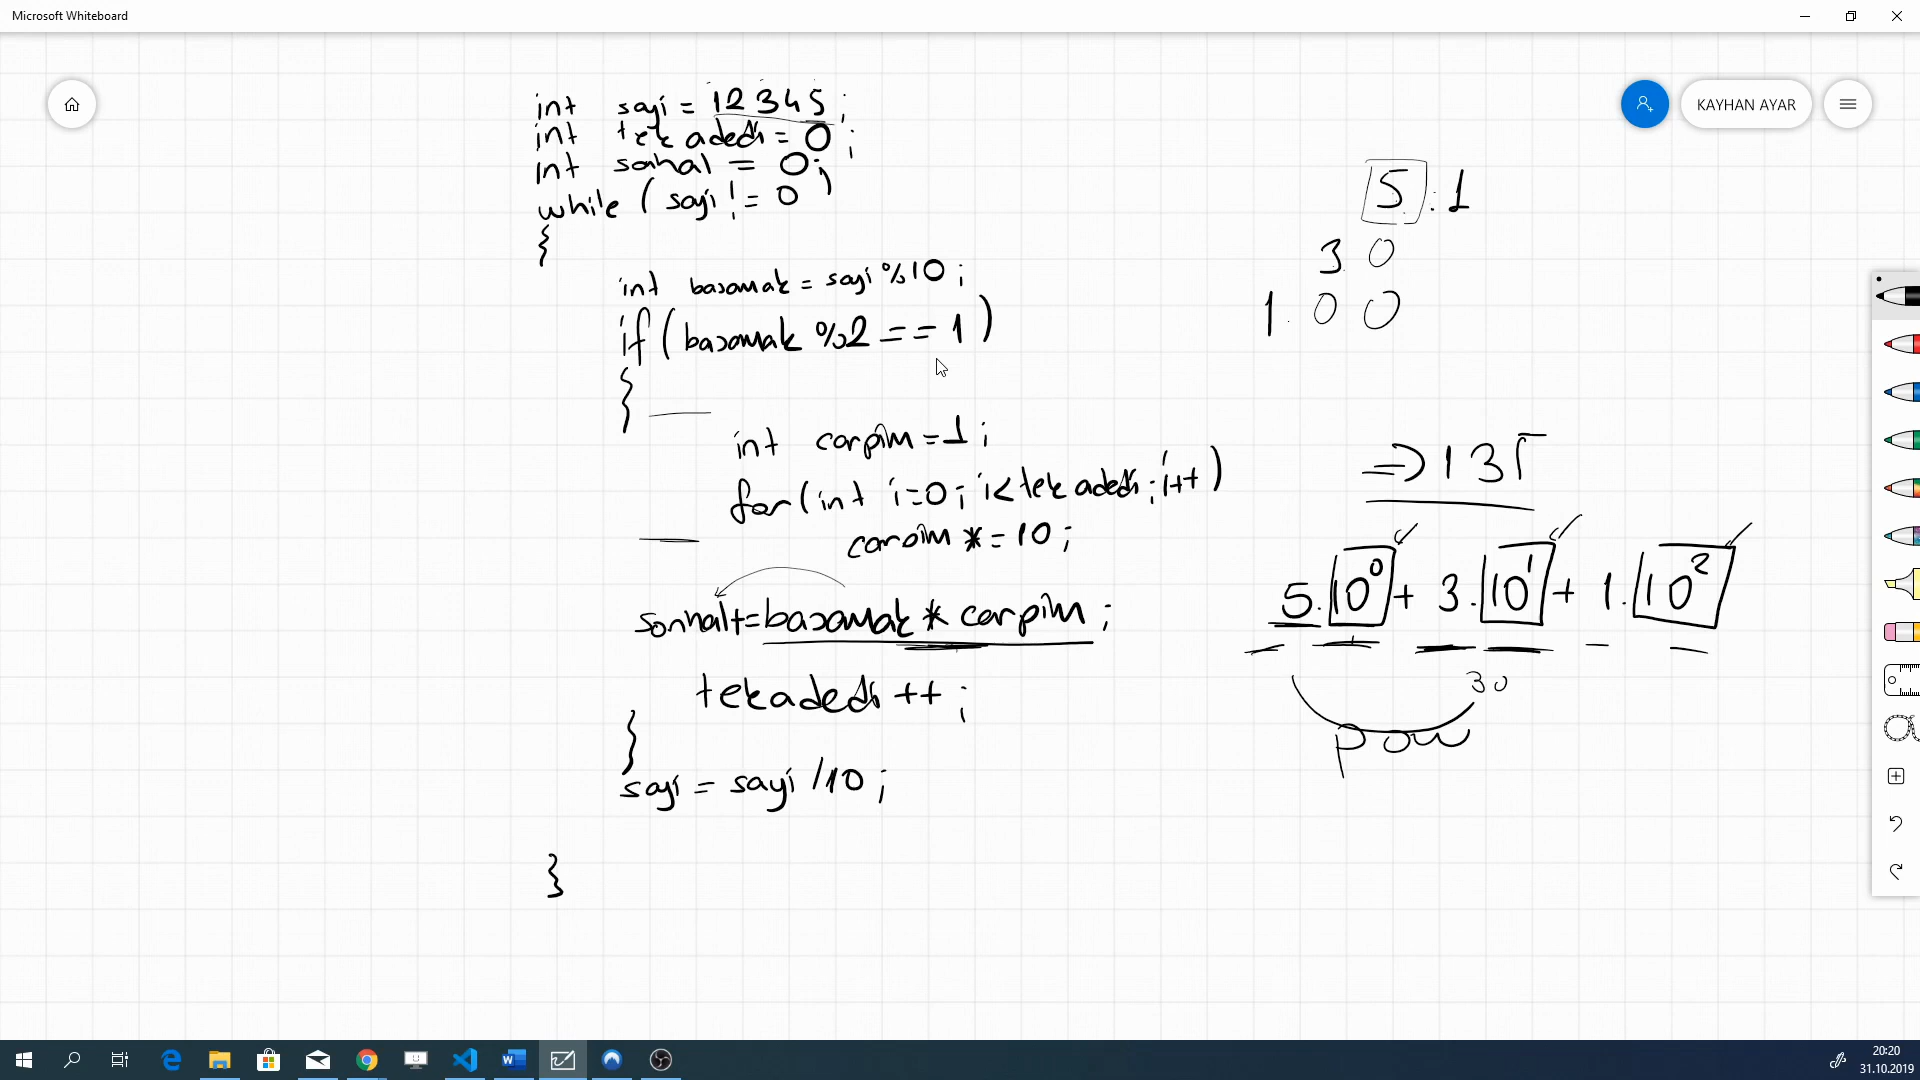 Microsoft Whiteboard
KAYHAN AYAR
int sayi = 12345;
int tekadedi = 0;
int sonhal = 0;
while (sayi != 0)
{
int basamak = sayi %10;
if (basamak %2 == 1)
{
int carpim = 1;
for (int i=0; i<tekadedi; i++)
carpim *= 10;
sonhal+=basamak * carpim;
tekadedi ++;
}
sayi = sayi /10;
}
5.1
3.0
1.00
=> 135
5.10⁰ + 3.10¹ + 1.10²
30
pow
20:20
31.10.2019